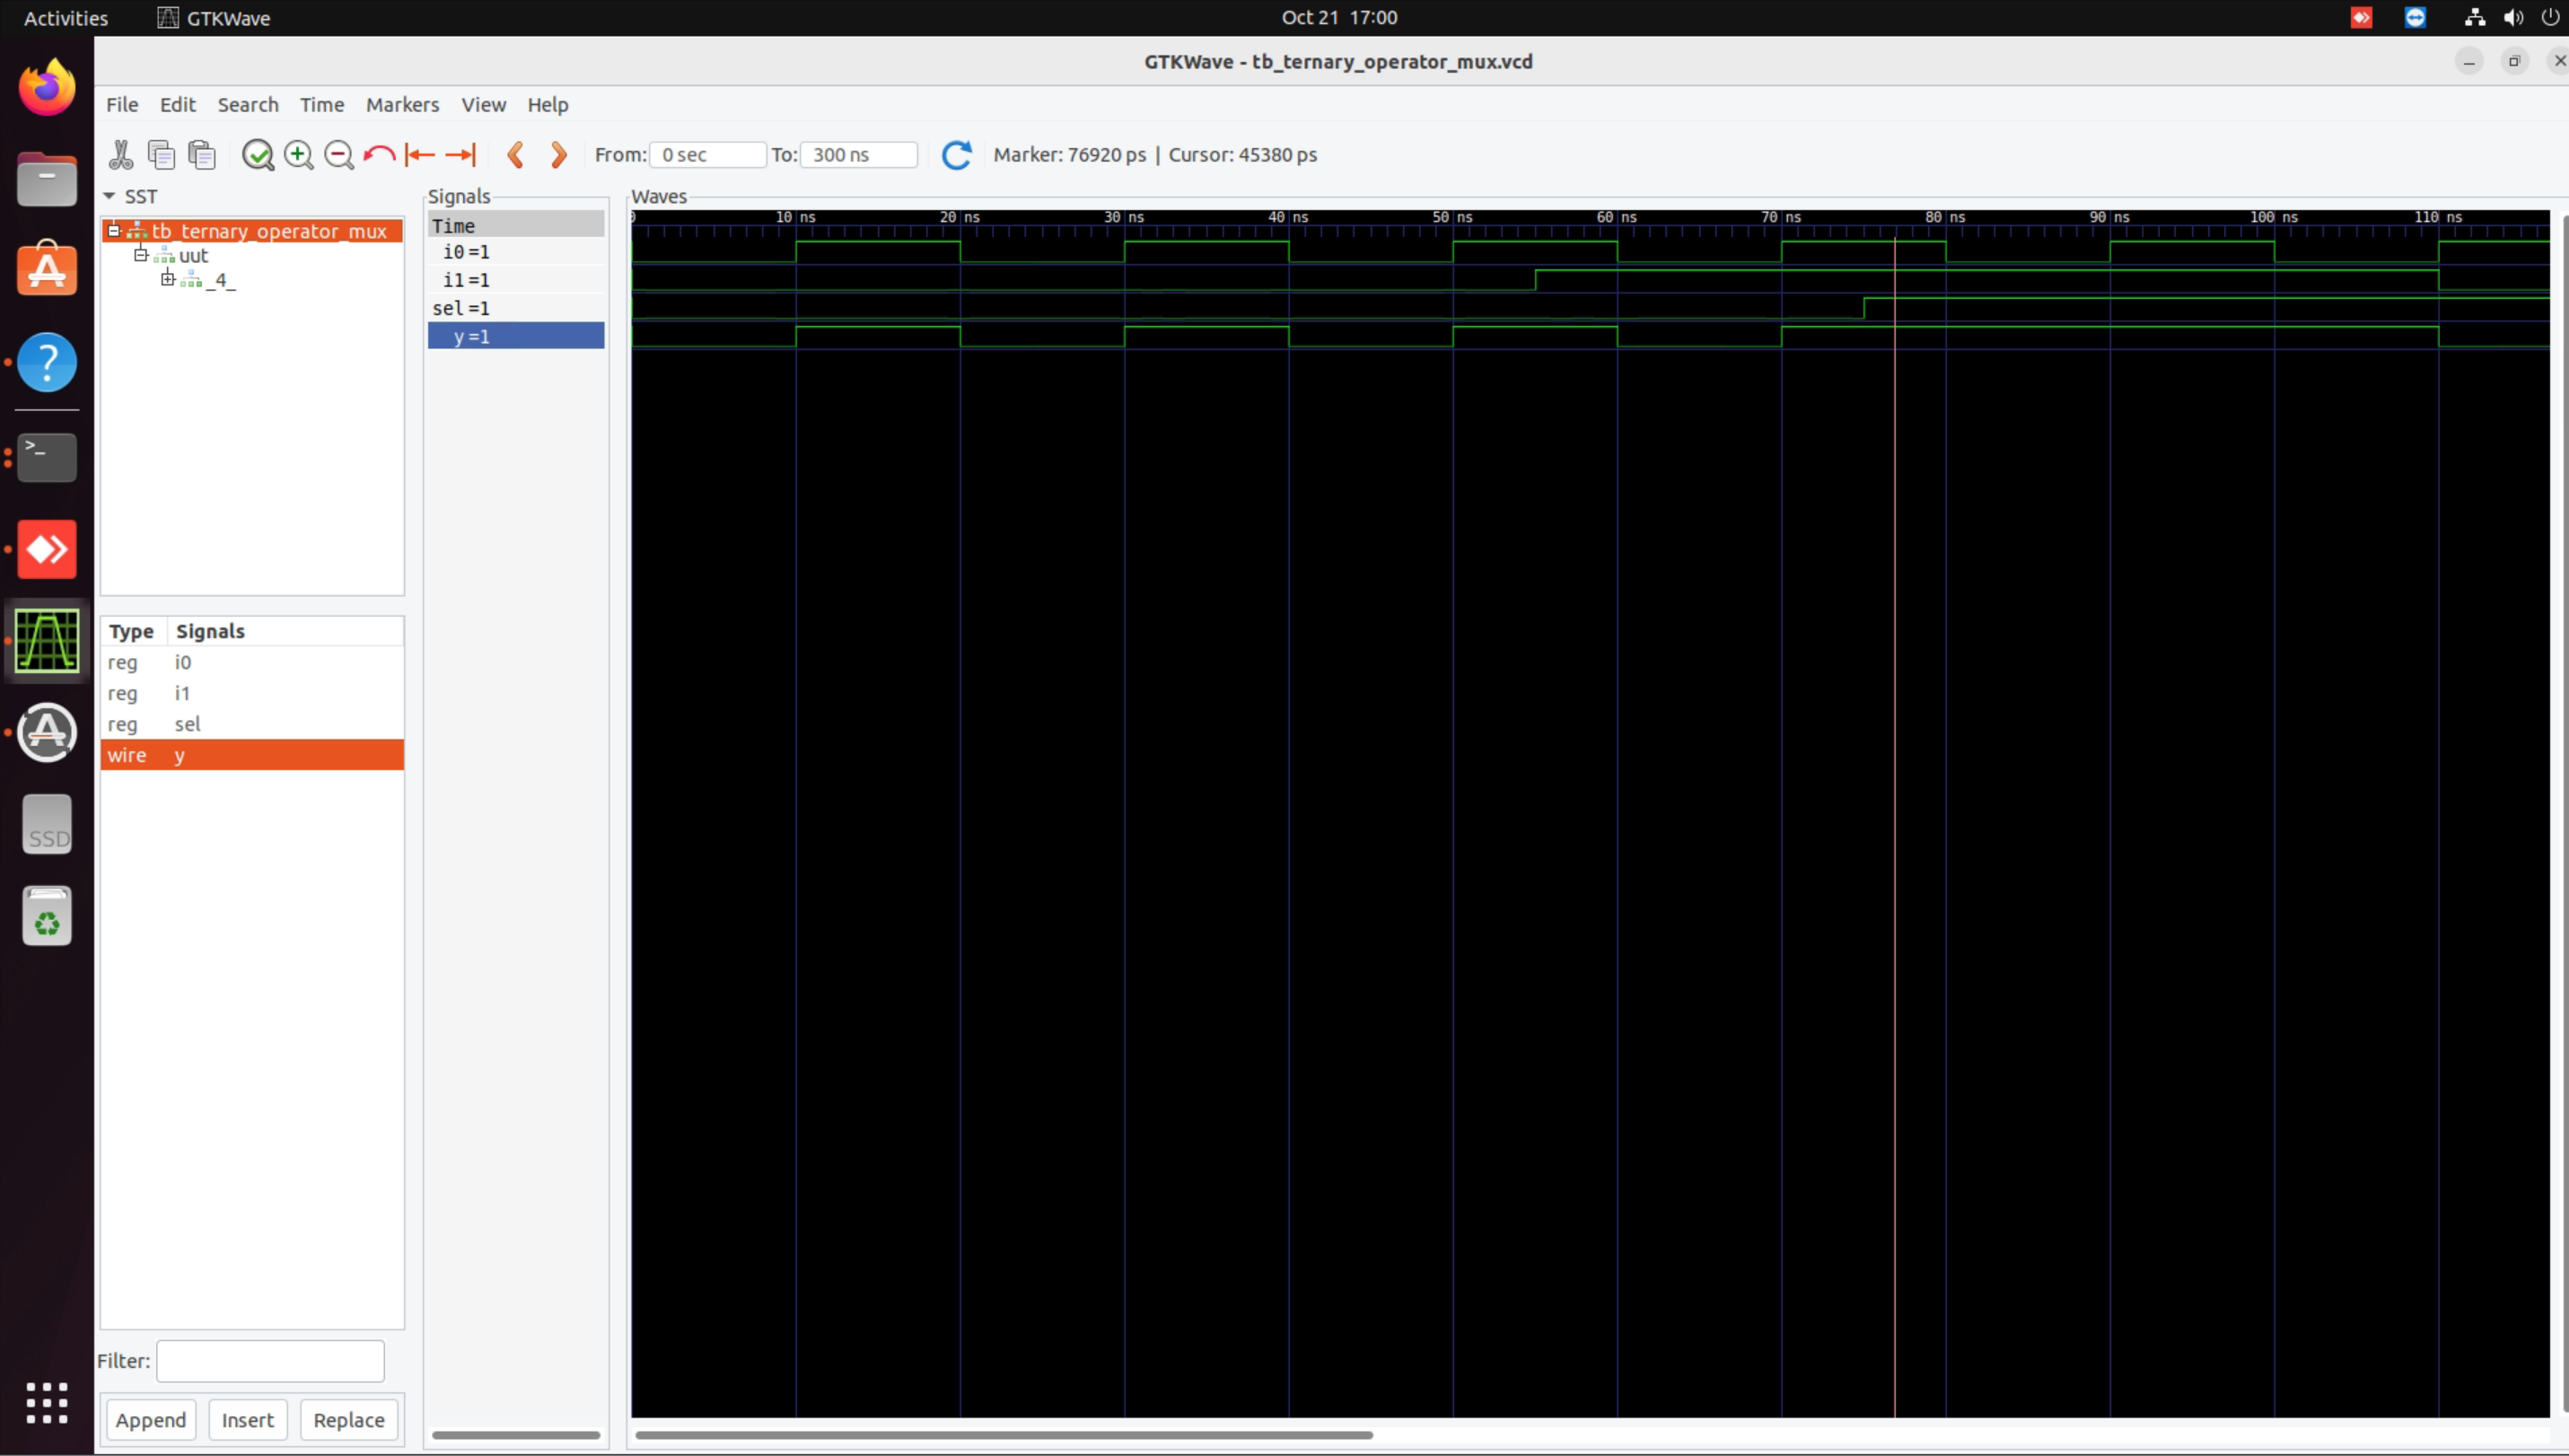 Activities GTKWave Oct 21 17:00
GTKWave - tb_ternary_operator_mux.vcd
File Edit Search Time Markers View Help
From: 0 sec To: 300 ns Marker: 76920 ps | Cursor: 45380 ps
SST
tb_ternary_operator_mux
uut
_4_
Type Signals
reg i0
reg i1
reg sel
wire y
Filter:
Append Insert Replace
Signals
Time
i0=1
i1=1
sel=1
y=1
Waves
10 ns 20 ns 30 ns 40 ns 50 ns 60 ns 70 ns 80 ns 90 ns 100 ns 110 ns
SSD